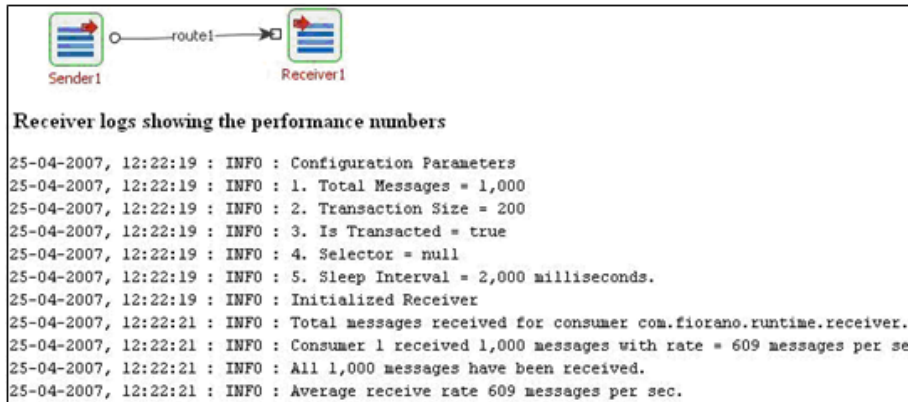 route1
Sender1
Receiver1
Receiver logs showing the performance numbers
25-04-2007, 12:22:19 : INFO : Configuration Parameters
25-04-2007, 12:22:19 : INFO : 1. Total Messages = 1,000
25-04-2007, 12:22:19 : INFO : 2. Transaction Size = 200
25-04-2007, 12:22:19 : INFO : 3. Is Transacted = true
25-04-2007, 12:22:19 : INFO : 4. Selector = null
25-04-2007, 12:22:19 : INFO : 5. Sleep Interval = 2,000 milliseconds.
25-04-2007, 12:22:19 : INFO : Initialized Receiver
25-04-2007, 12:22:21 : INFO : Total messages received for consumer com.fiorano.runtime.receiver.
25-04-2007, 12:22:21 : INFO : Consumer 1 received 1,000 messages with rate = 609 messages per se
25-04-2007, 12:22:21 : INFO : All 1,000 messages have been received.
25-04-2007, 12:22:21 : INFO : Average receive rate 609 messages per sec.